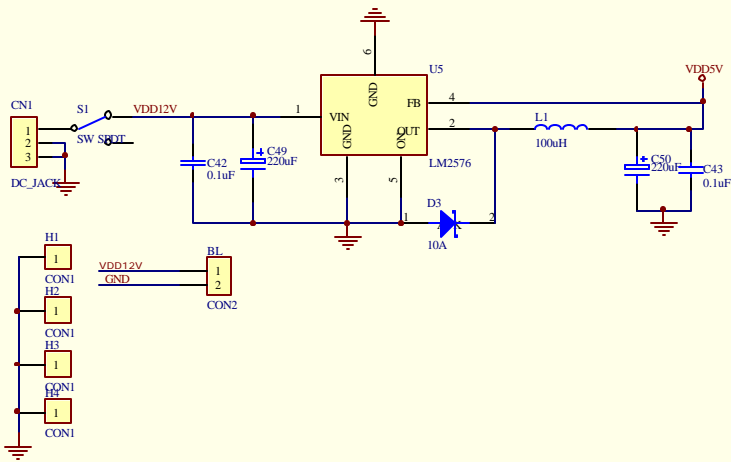 6
U5
VDD5V
CN1
S1
VDD12V
1
VIN
GND
FB
4
1
2
3
SW SPDT
GND
OUT
ON
2
L1
100uH
LM2576
C42
0.1uF
C49
220uF
C50
220uF
C43
0.1uF
DC_JACK
3
5
D3
1
2
10A
H1
1
CON1
VDD12V
GND
BL
1
2
CON2
H2
1
CON1
H3
1
CON1
H4
1
CON1